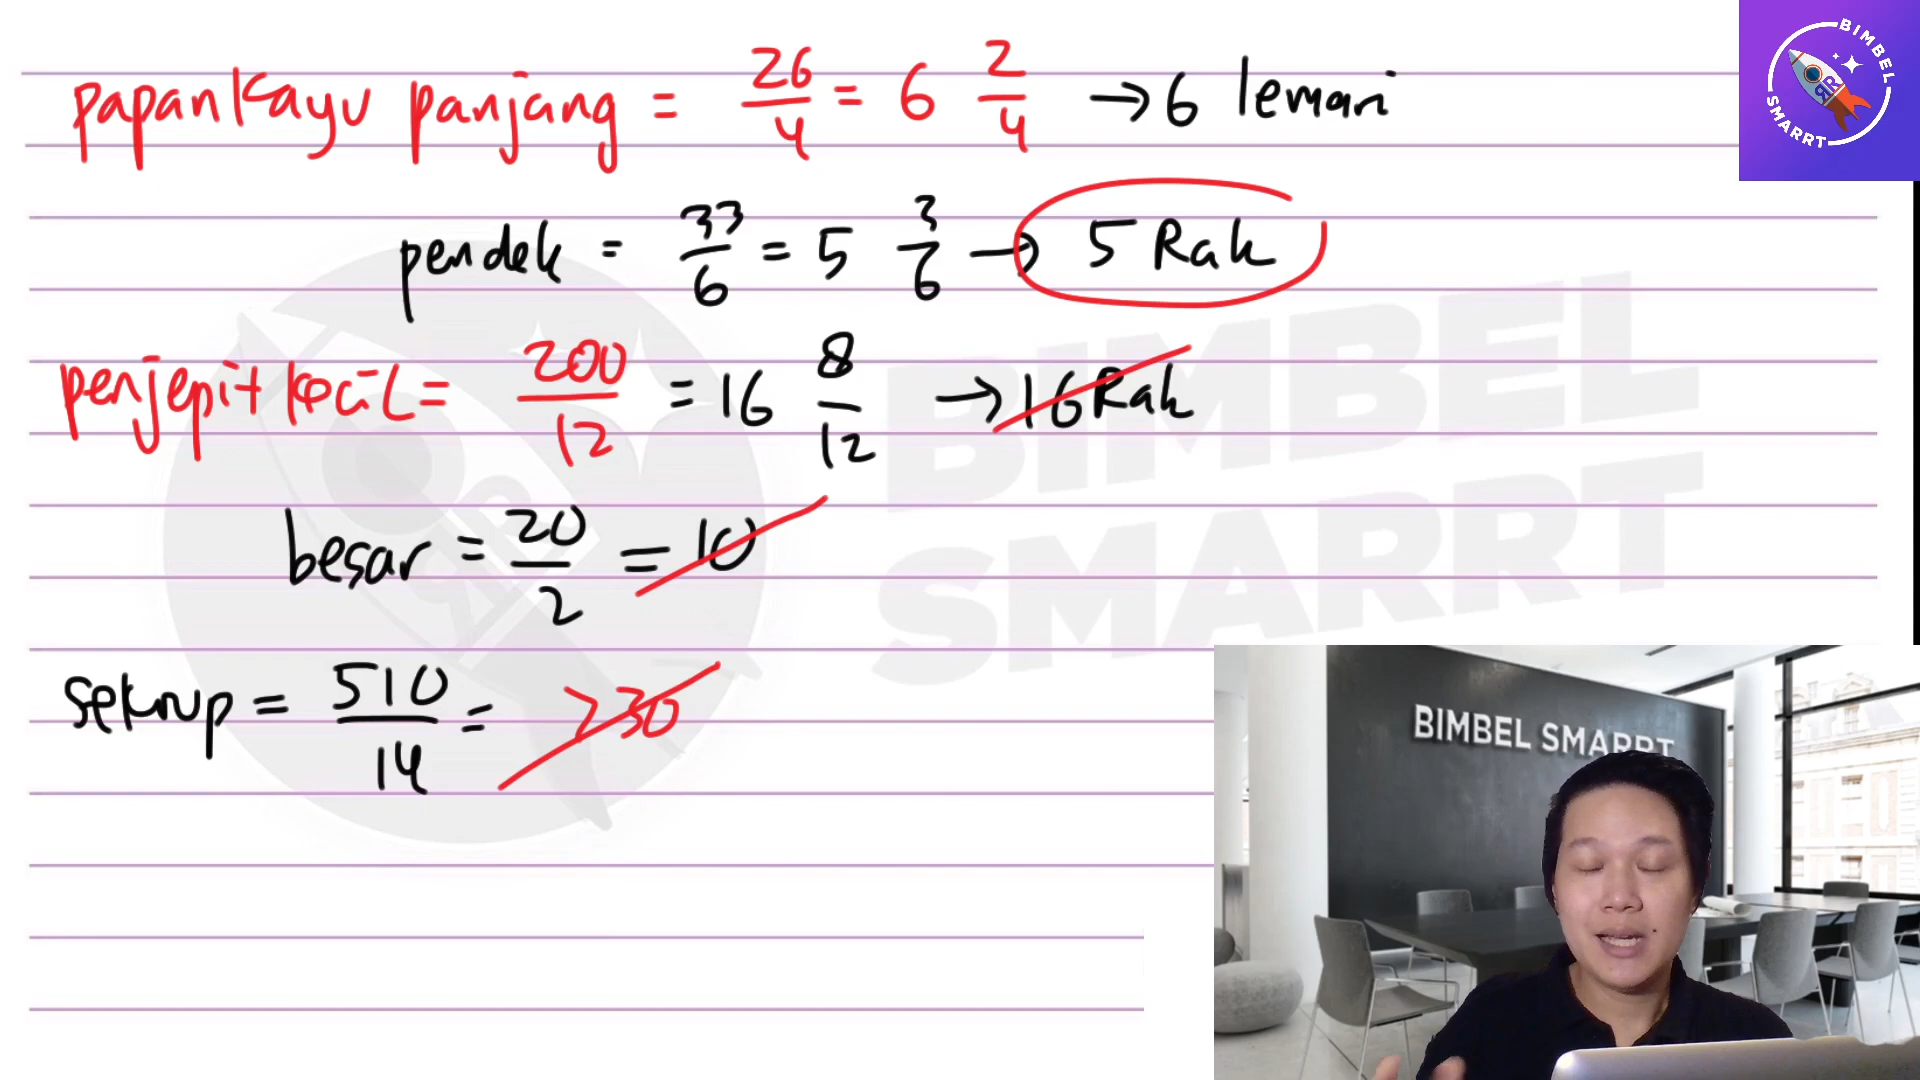 papan kayu panjang = 26/4 = 6 2/4 → 6 lemari
pendek = 33/6 = 5 3/6 → 5 Rak
penjepit kecil = 200/12 = 16 8/12 → 16 Rak
besar = 20/2 = 10
sekrup = 510/14 = >30
BIMBEL SMARRT
BIMBEL
SMARRT
BIMBEL SMARRT